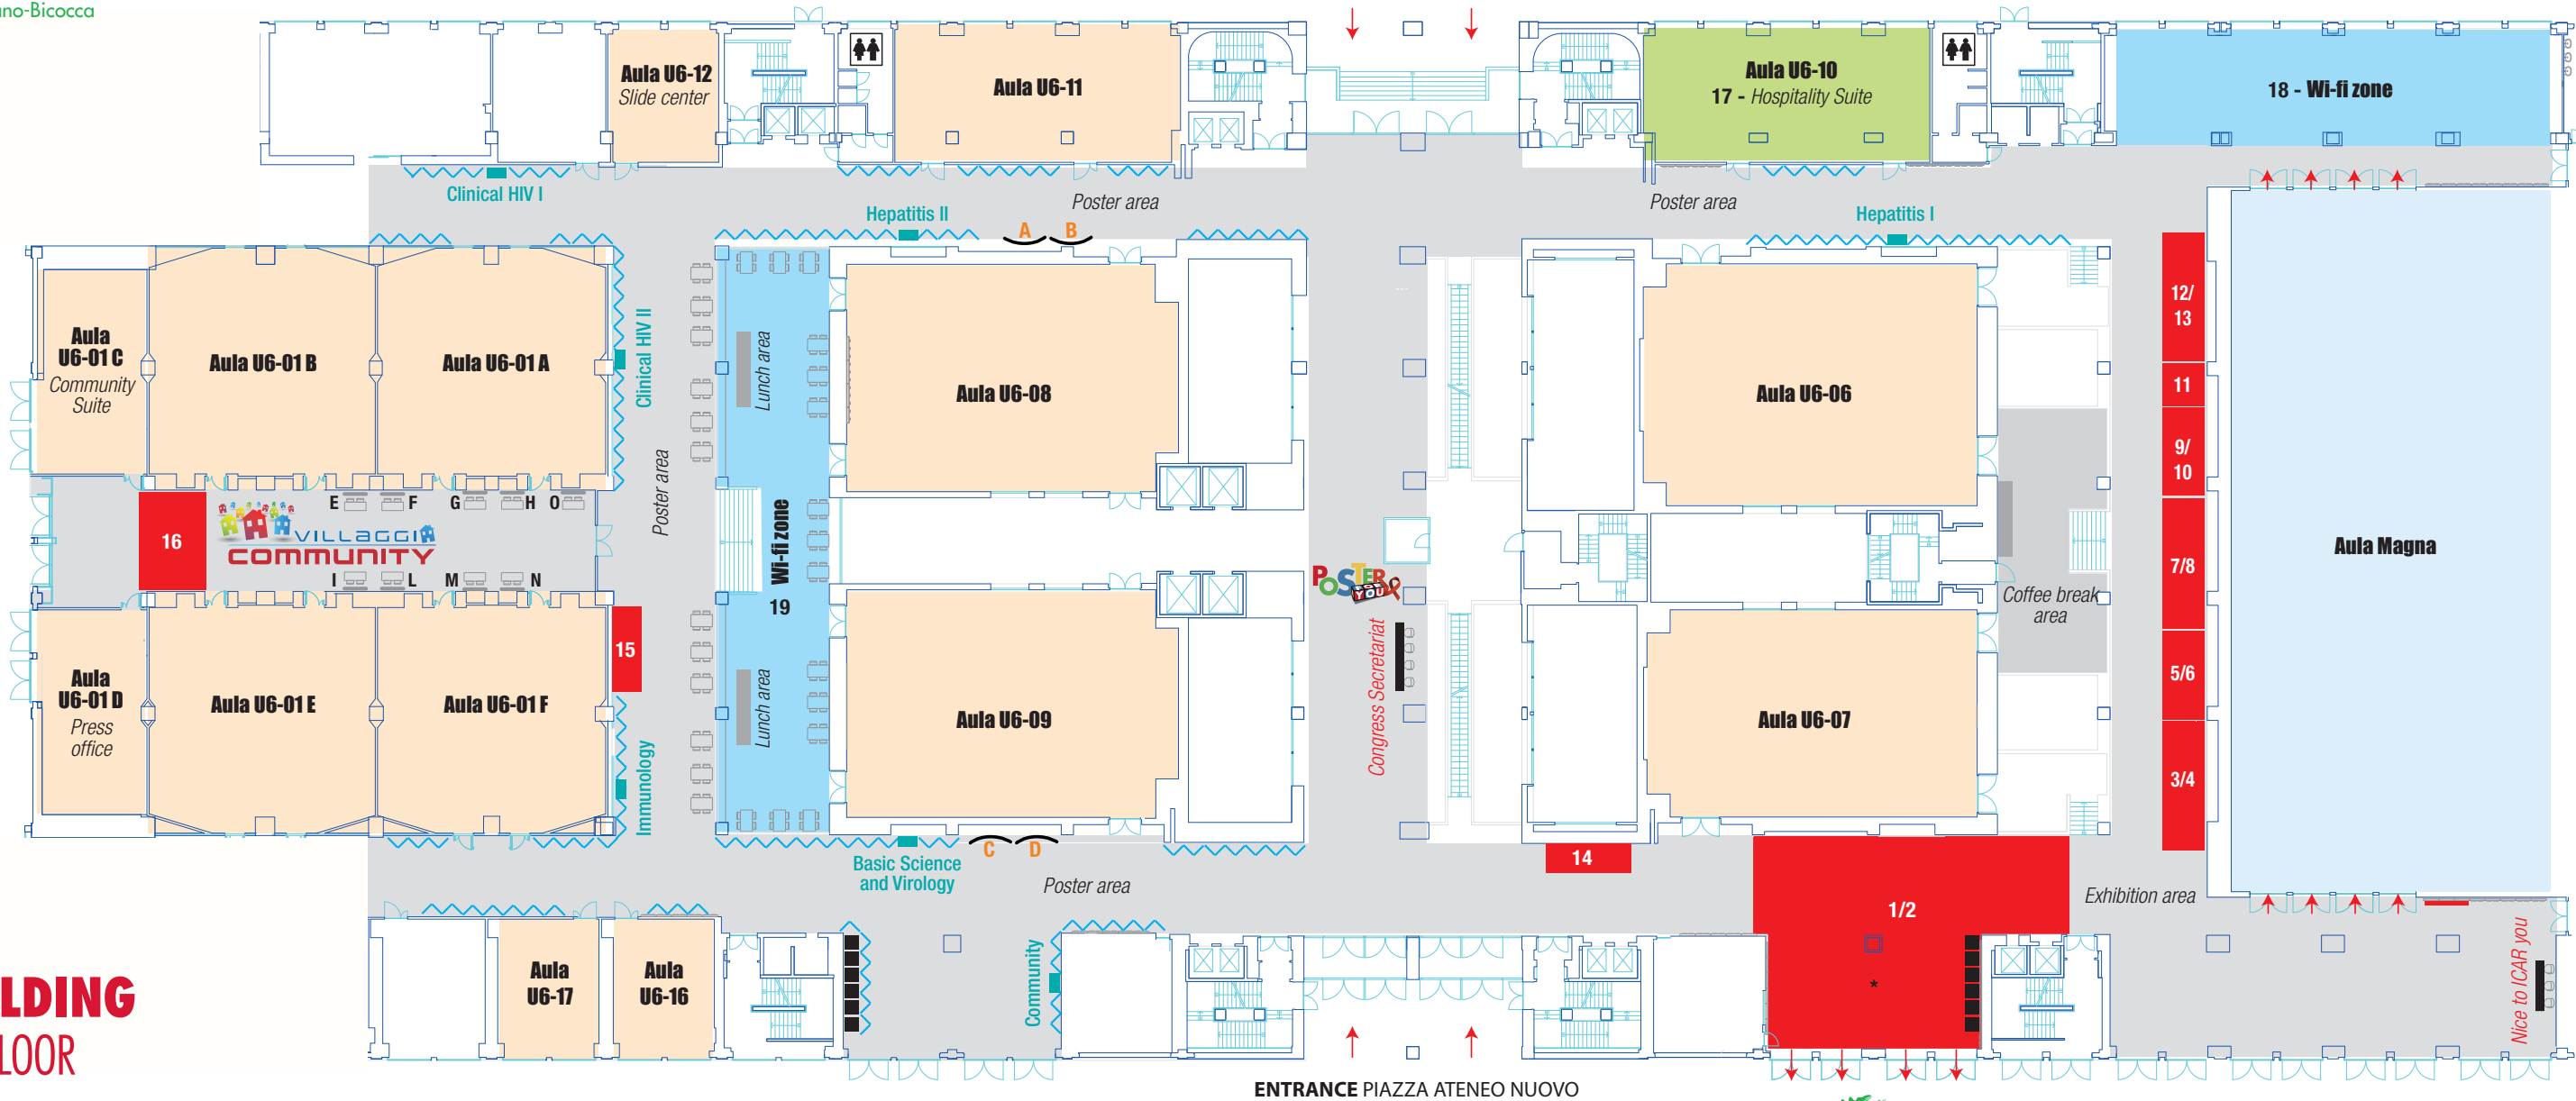 ano-Bicocca
Aula U6-12
Slide center
Aula U6-11
Aula U6-10
17 - Hospitality Suite
18 - Wi-fi zone
Clinical HIV I
Poster area
Poster area
Hepatitis II
A
B
Hepatitis I
Aula
U6-01 C
Community
Suite
Aula U6-01 B
Aula U6-01 A
Clinical HIV II
Lunch area
Aula U6-08
Aula U6-06
12/
13
11
9/
10
Poster area
E
F
G
H
O
16
VILLAGGIO
COMMUNITY
I
L
M
N
Wi-fi zone
19
POSTER
YOU
7/8
Aula Magna
Coffee break
area
15
Congress Secretariat
5/6
Aula
U6-01 D
Press
office
Aula U6-01 E
Aula U6-01 F
Immunology
Lunch area
Aula U6-09
Aula U6-07
3/4
C
D
Basic Science
and Virology
Poster area
14
1/2
*
Exhibition area
Aula
U6-17
Aula
U6-16
Community
Nice to ICAR you
LDING
LOOR
ENTRANCE PIAZZA ATENEO NUOVO